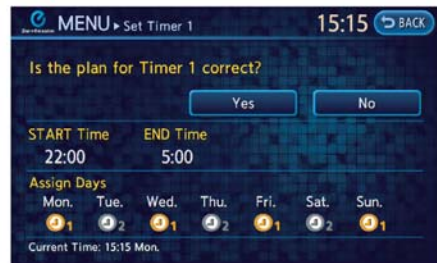 MENU ▸ Set Timer 1 15:15 BACK
Is the plan for Timer 1 correct?
Yes No
START Time END Time
22:00 5:00
Assign Days
Mon. Tue. Wed. Thu. Fri. Sat. Sun.
1 2 1 2 1 2 1
Current Time: 15:15 Mon.